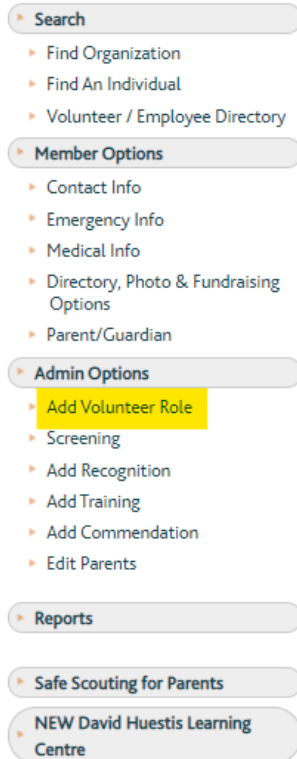 Search
Find Organization
Find An Individual
Volunteer / Employee Directory
Member Options
Contact Info
Emergency Info
Medical Info
Directory, Photo & Fundraising
Options
Parent/Guardian
Admin Options
Add Volunteer Role
Screening
Add Recognition
Add Training
Add Commendation
Edit Parents
Reports
Safe Scouting for Parents
NEW David Huestis Learning
Centre